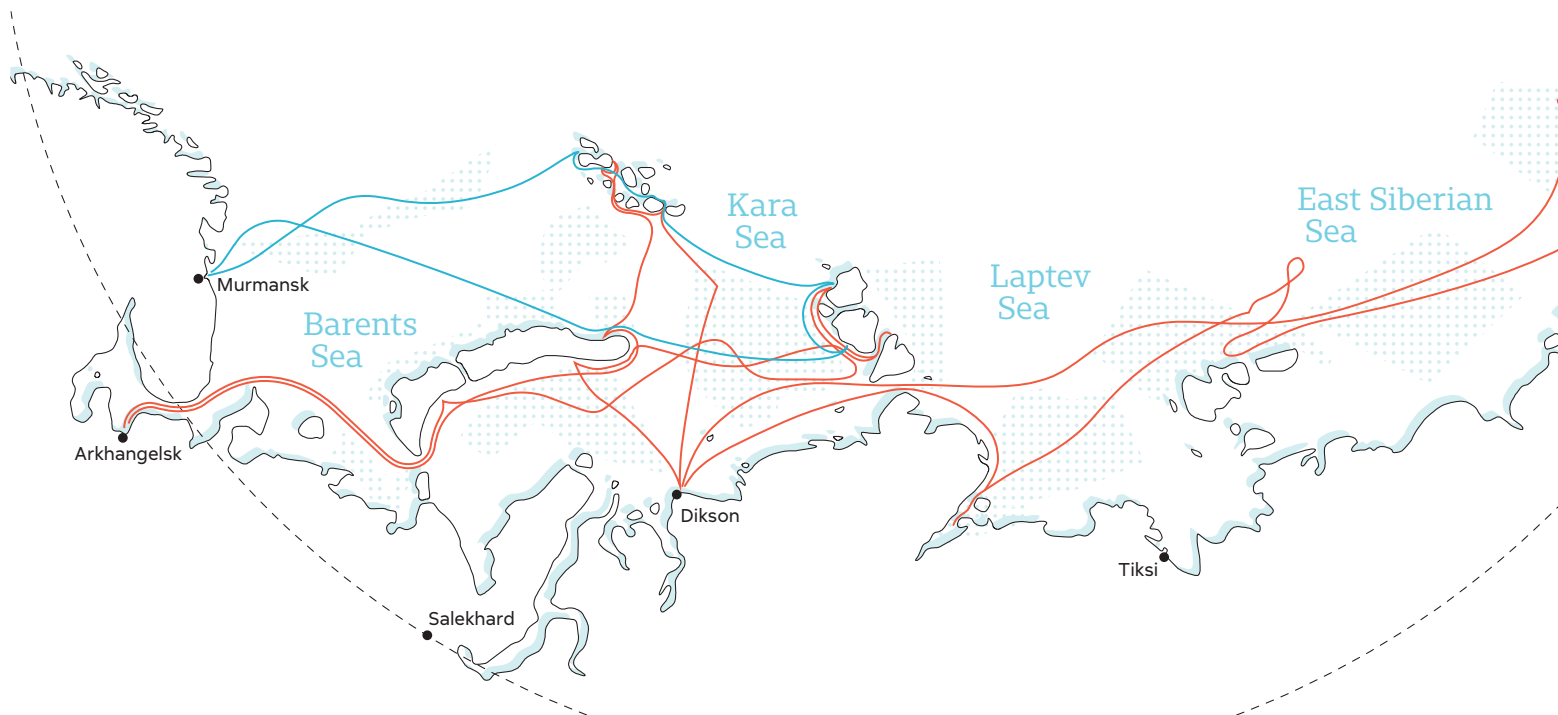 Kara
Sea
East Siberian
Sea
Laptev
Sea
Murmansk
Barents
Sea
Arkhangelsk
Dikson
Tiksi
Salekhard